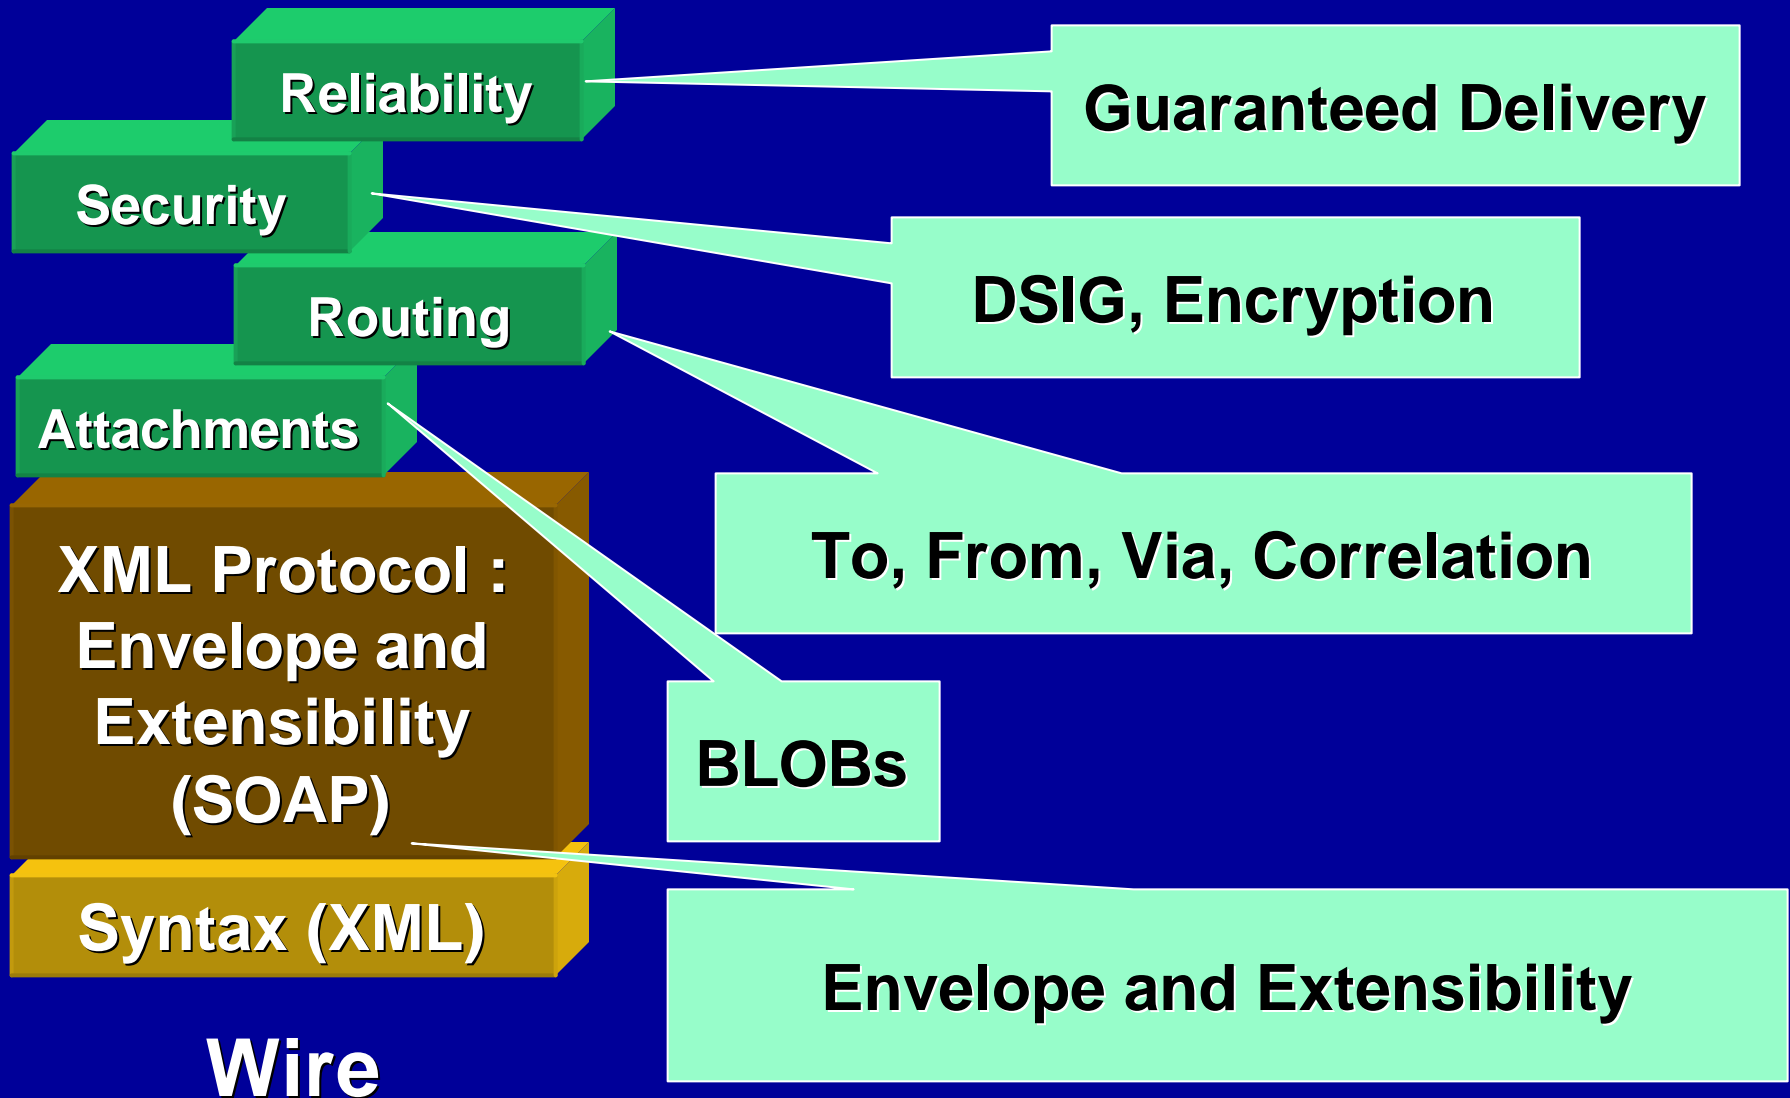 Reliability
Guaranteed Delivery
Security
DSIG, Encryption
Routing
To, From, Via, Correlation
Attachments
BLOBs
XML Protocol :
Envelope and
Extensibility
(SOAP)
Envelope and Extensibility
Syntax (XML)
Wire